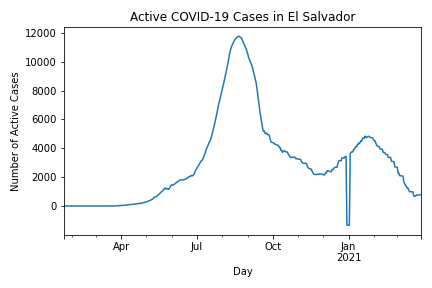 Active COVID-19 Cases in El Salvador
12000
10000
8000
6000
4000
2000
0
Number of Active Cases
Apr
Jul
Oct
Jan
2021
Day